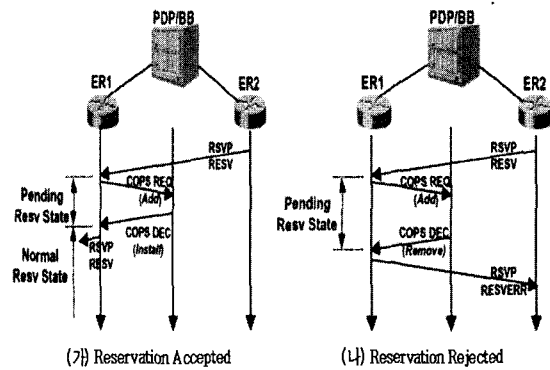 PDP/BB
ER1
ER2
RSVP
RESV
COPS REQ
(Add)
Pending
Resv State
COPS DEC
(Install)
RSVP
RESV
Normal
Resv State
(가) Reservation Accepted
PDP/BB
ER1
ER2
RSVP
RESV
COPS REQ
(Add)
Pending
Resv State
COPS DEC
(Remove)
RSVP
RESVERR
(나) Reservation Rejected